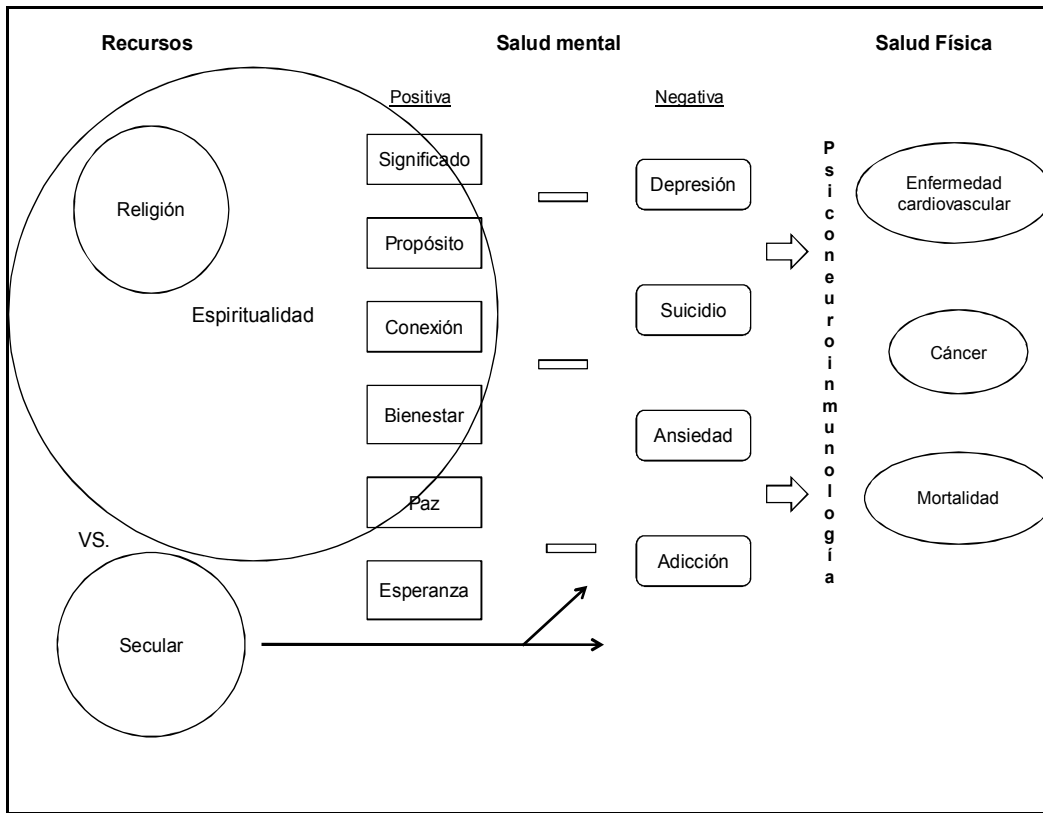 Recursos
Salud mental
Salud Física
Positiva
Negativa
Religión
Espiritualidad
VS.
Secular
Significado
Propósito
Conexión
Bienestar
Paz
Esperanza
Depresión
Suicidio
Ansiedad
Adicción
Psiconeuroinmunología
Enfermedad
cardiovascular
Cáncer
Mortalidad